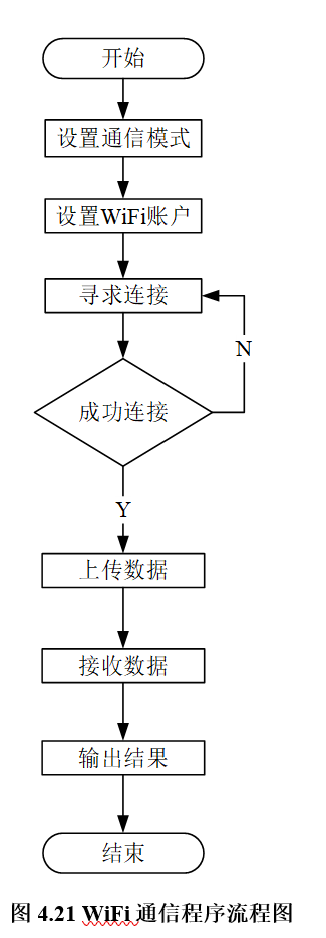 开始
设置通信模式
设置WiFi账户
寻求连接
N
成功连接
Y
上传数据
接收数据
输出结果
结束
图 4.21 WiFi 通信程序流程图